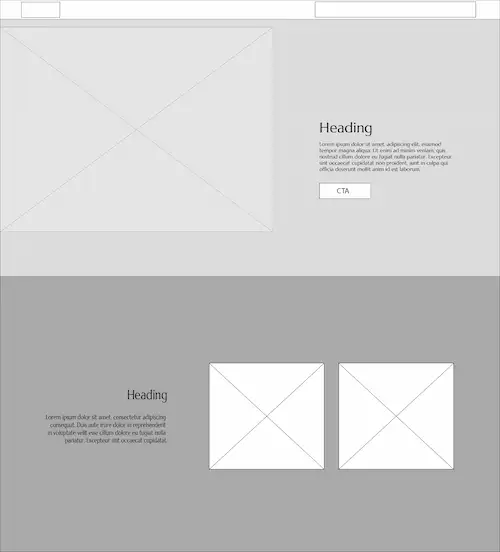 Heading
Lorem ipsum dolor sit amet, adipisicing elit, eiusmod
tempor magna aliqua. Ut enim ad minim veniam, quis
nostrud cillum dolore eu fugiat nulla pariatur. Excepteur
sint occaecat cupidatat non proident, sunt in culpa qui
officia deserunt mollit anim id est laborum.
CTA
Heading
Lorem ipsum dolor sit amet, consectetur adipisicing
consequat. Duis aute irure dolor in reprehenderit
in voluptate velit esse cillum dolore eu fugiat nulla
pariatur. Excepteur sint occaecat cupidatat.